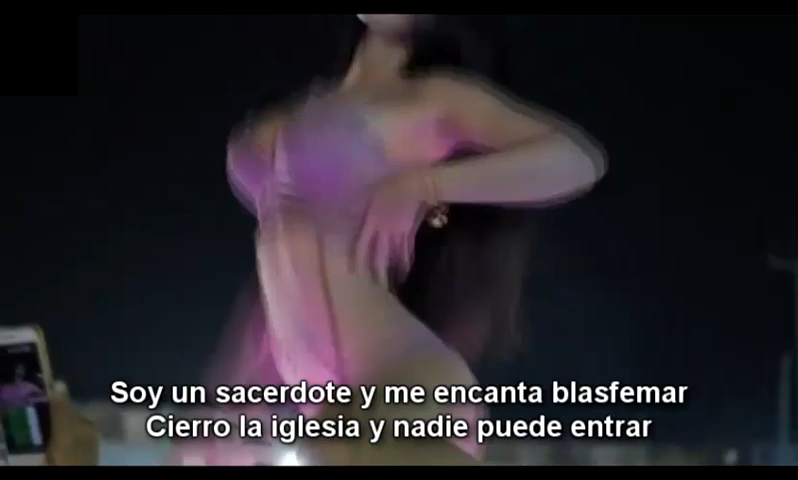 Soy un sacerdote y me encanta blasfemar
Cierro la iglesia y nadie puede entrar